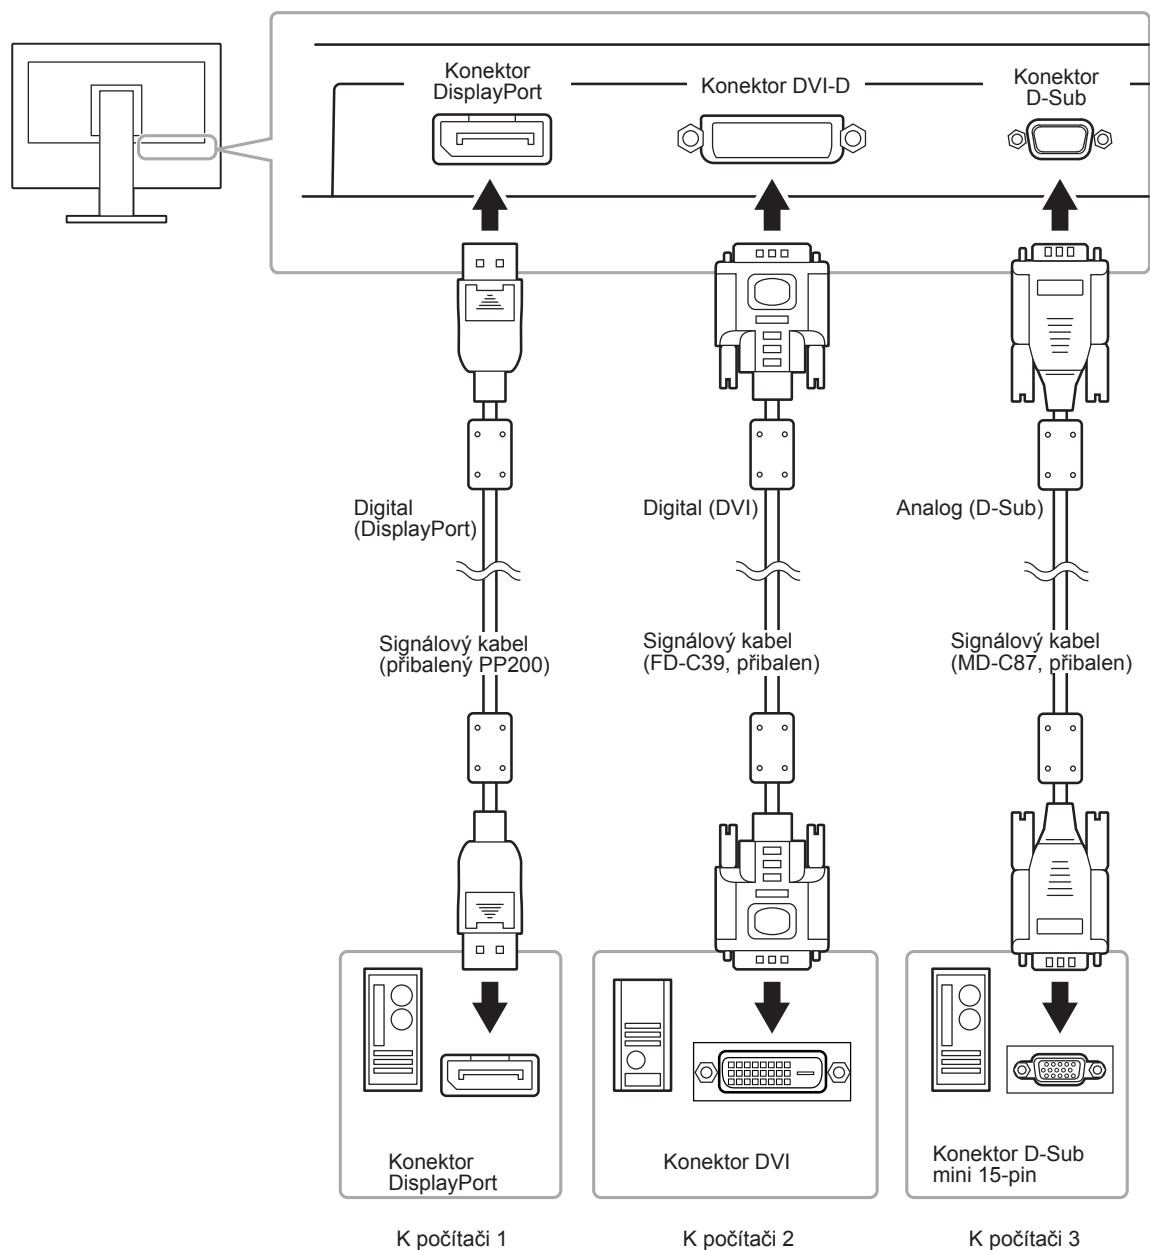 Konektor
DisplayPort
Konektor DVI-D
Konektor
D-Sub
Digital
(DisplayPort)
Digital (DVI)
Analog (D-Sub)
Signálový kabel
(přibalený PP200)
Signálový kabel
(FD-C39, přibalen)
Signálový kabel
(MD-C87, přibalen)
Konektor
DisplayPort
Konektor DVI
Konektor D-Sub
mini 15-pin
K počítači 1
K počítači 2
K počítači 3